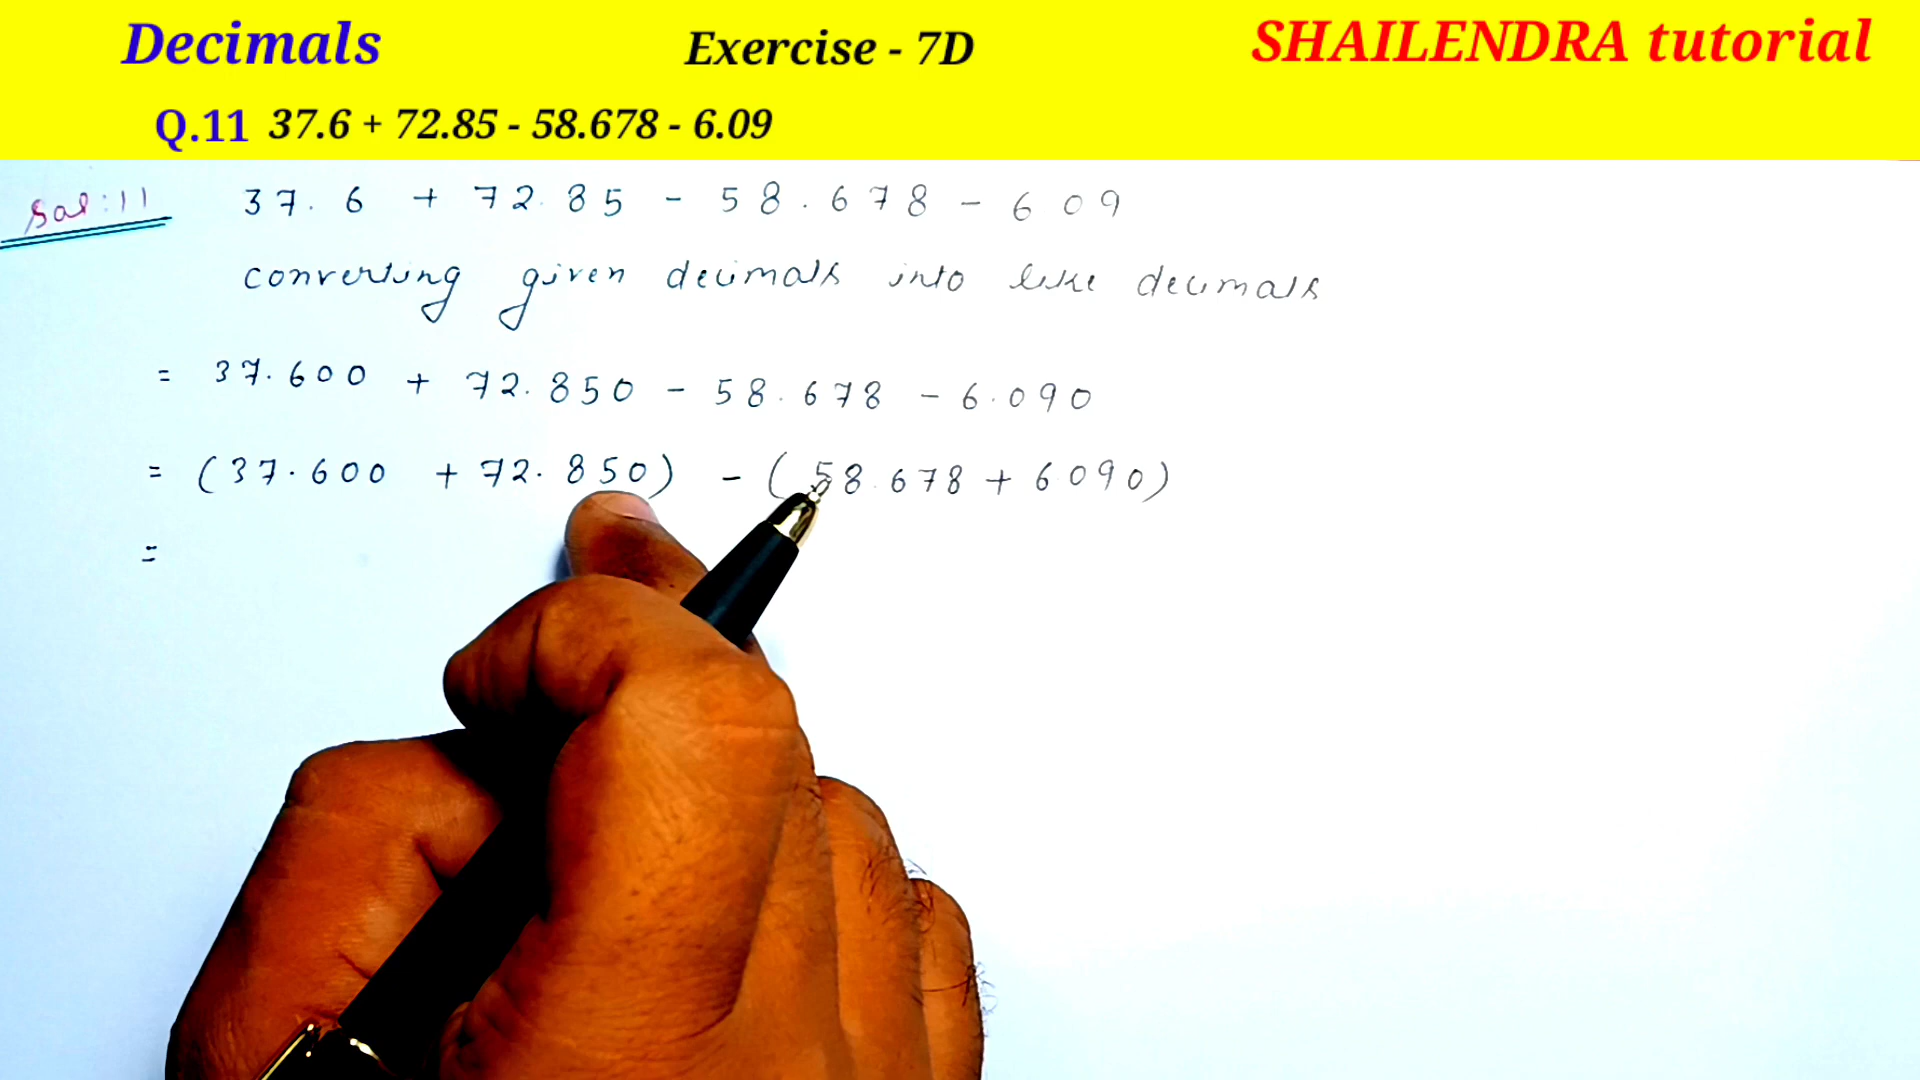 Decimals Exercise - 7D SHAILENDRA tutorial
Q.11 37.6 + 72.85 - 58.678 - 6.09
Sol:11 37.6 + 72.85 - 58.678 - 6 09
converting given decimals into like decimals
= 37.600 + 72.850 - 58.678 - 6.090
= (37.600 + 72.850) - (58.678 + 6.090)
=